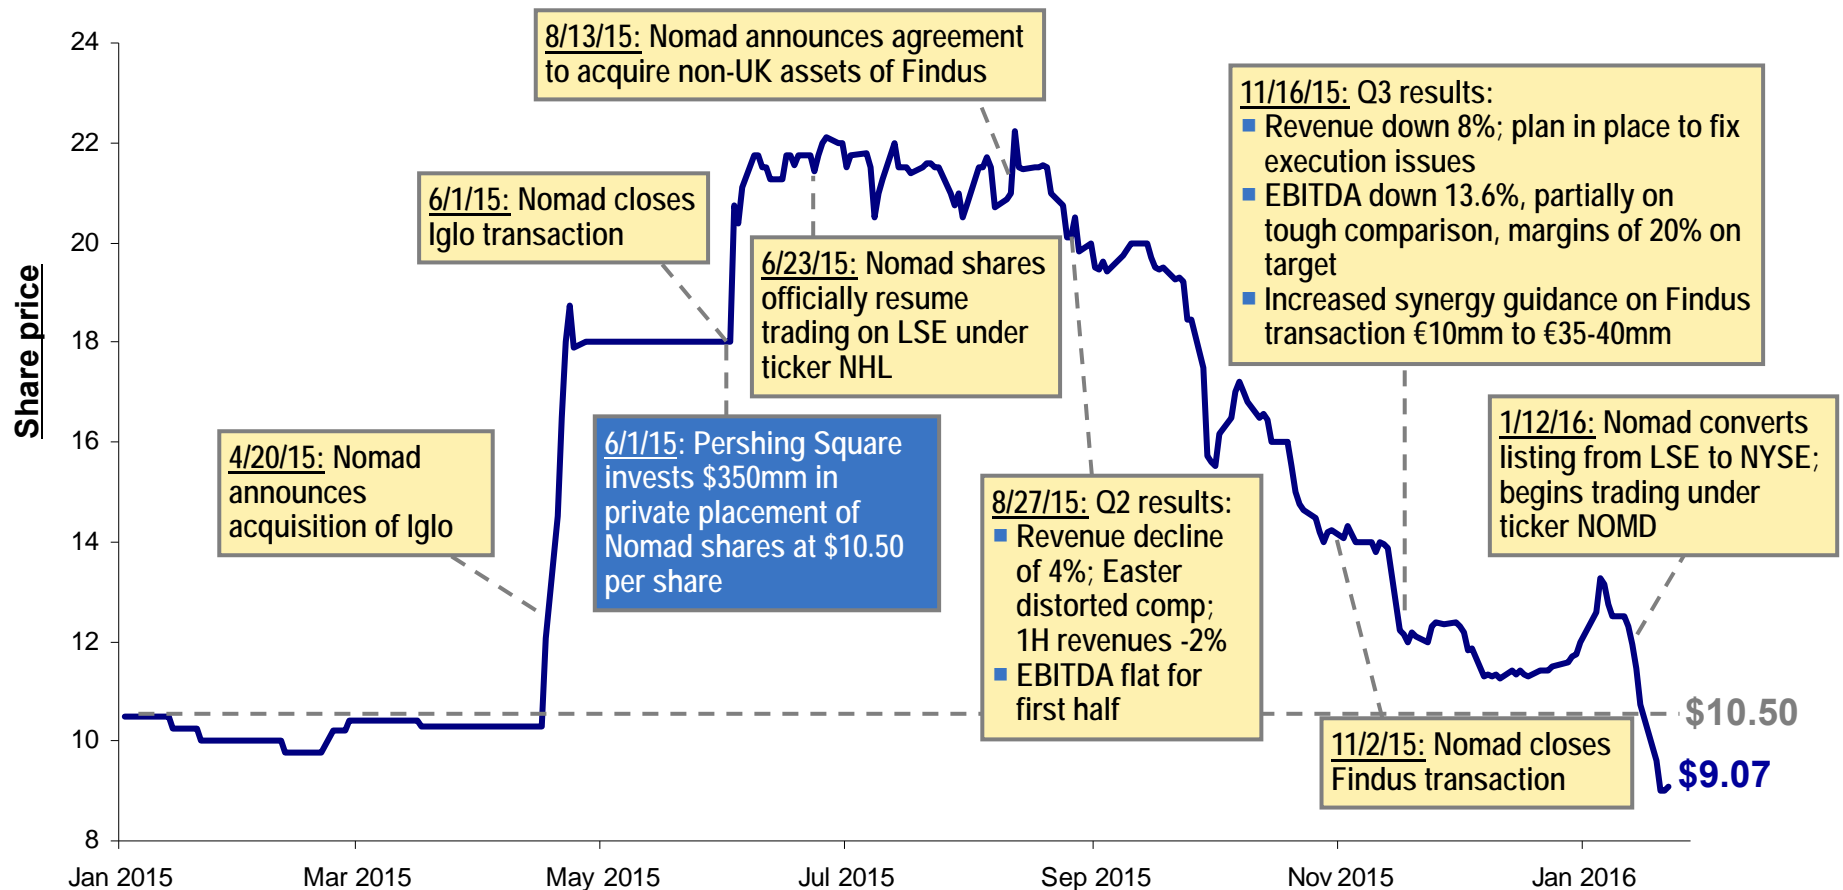 Share price
24
22
20
18
16
14
12
10
8
8/13/15: Nomad announces agreement
to acquire non-UK assets of Findus
11/16/15: Q3 results:
Revenue down 8%; plan in place to fix
execution issues
EBITDA down 13.6%, partially on
tough comparison, margins of 20% on
target
Increased synergy guidance on Findus
transaction €10mm to €35-40mm
6/1/15: Nomad closes
Iglo transaction
6/23/15: Nomad shares
officially resume
trading on LSE under
ticker NHL
4/20/15: Nomad
announces
acquisition of Iglo
6/1/15: Pershing Square
invests $350mm in
private placement of
Nomad shares at $10.50
per share
8/27/15: Q2 results:
Revenue decline
of 4%; Easter
distorted comp;
1H revenues -2%
EBITDA flat for
first half
1/12/16: Nomad converts
listing from LSE to NYSE;
begins trading under
ticker NOMD
11/2/15: Nomad closes
Findus transaction
$10.50
$9.07
Jan 2015
Mar 2015
May 2015
Jul 2015
Sep 2015
Nov 2015
Jan 2016